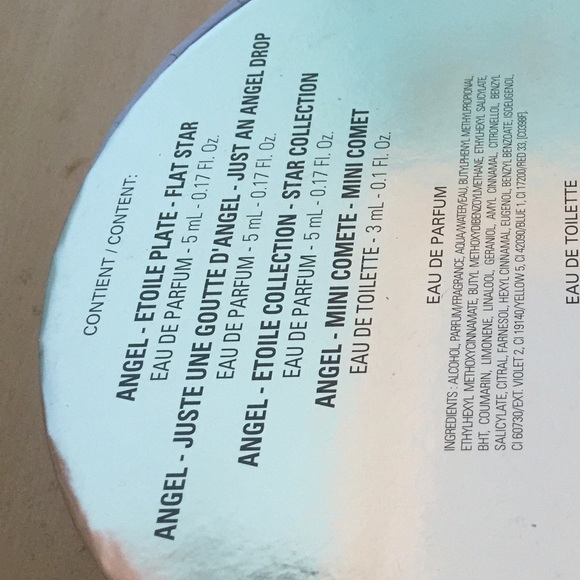 CONTIENT / CONTENT:
ANGEL - ETOILE PLATE - FLAT STAR
EAU DE PARFUM - 5 mL - 0.17 Fl. Oz.
ANGEL - JUSTE UNE GOUTTE D'ANGEL - JUST AN ANGEL DROP
EAU DE PARFUM - 5 mL - 0.17 Fl. Oz.
ANGEL - ETOILE COLLECTION - STAR COLLECTION
EAU DE PARFUM - 5 mL - 0.17 Fl. Oz.
ANGEL - MINI COMETE - MINI COMET
EAU DE TOILETTE - 3 mL - 0.1 Fl. Oz.
EAU DE PARFUM
INGREDIENTS : ALCOHOL, PARFUM/FRAGRANCE, AQUA/WATER/EAU, BUTYLPHENYL METHYLPROPIONAL,
ETHYLHEXYL METHOXYCINNAMATE, BUTYL METHOXYDIBENZOYLMETHANE, ETHYLHEXYL SALICYLATE,
BHT, COUMARIN, LIMONENE, LINALOOL, GERANIOL, AMYL CINNAMAL, CITRONELLOL, BENZYL
SALICYLATE, CITRAL, FARNESOL, HEXYL CINNAMAL, EUGENOL, BENZYL BENZOATE, ISOEUGENOL,
CI 60730/EXT. VIOLET 2, CI 19140/YELLOW 5, CI 42090/BLUE 1, CI 17200/RED 33,
EAU DE TOILETTE